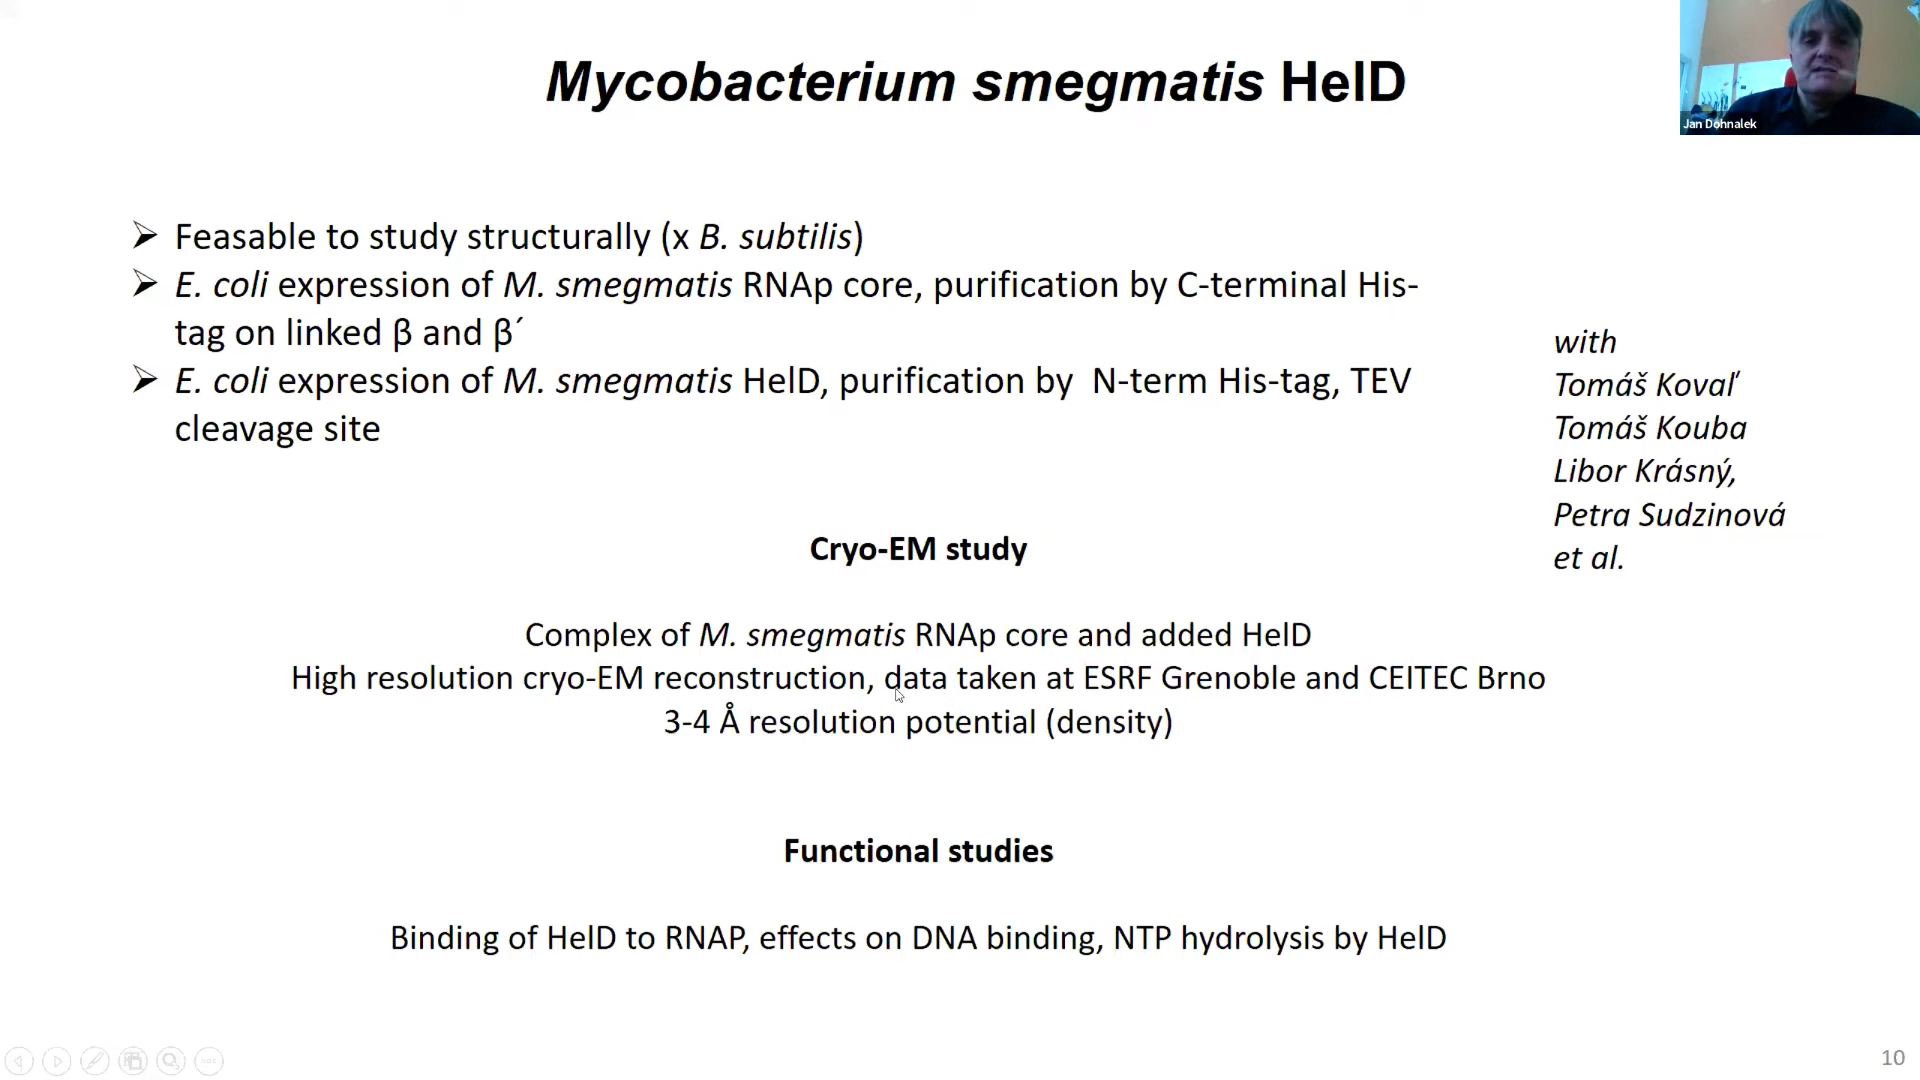 Mycobacterium smegmatis HelD
Jan Dohnalek
➢ Feasable to study structurally (x B. subtilis)
➢ E. coli expression of M. smegmatis RNAp core, purification by C-terminal His-
tag on linked β and β´
➢ E. coli expression of M. smegmatis HelD, purification by N-term His-tag, TEV
cleavage site
with
Tomáš Kovaľ
Tomáš Kouba
Libor Krásný,
Petra Sudzinová
et al.
Cryo-EM study
Complex of M. smegmatis RNAp core and added HelD
High resolution cryo-EM reconstruction, data taken at ESRF Grenoble and CEITEC Brno
3-4 Å resolution potential (density)
Functional studies
Binding of HelD to RNAP, effects on DNA binding, NTP hydrolysis by HelD
10